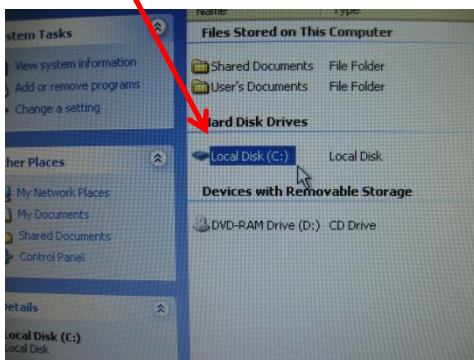 Name Type
stem Tasks
View system information
Add or remove programs
Change a setting
her Places
My Network Places
My Documents
Shared Documents
Control Panel
etails
ocal Disk (C:)
ocal Disk
Files Stored on This Computer
Shared Documents File Folder
User's Documents File Folder
ard Disk Drives
Local Disk (C:) Local Disk
Devices with Removable Storage
DVD-RAM Drive (D:) CD Drive